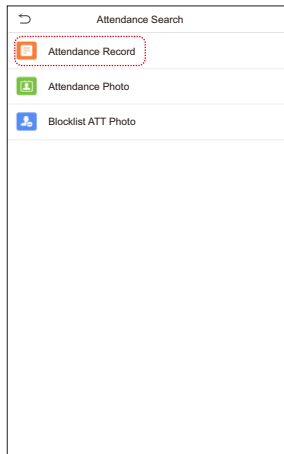 Attendance Search
Attendance Record
Attendance Photo
Blocklist ATT Photo